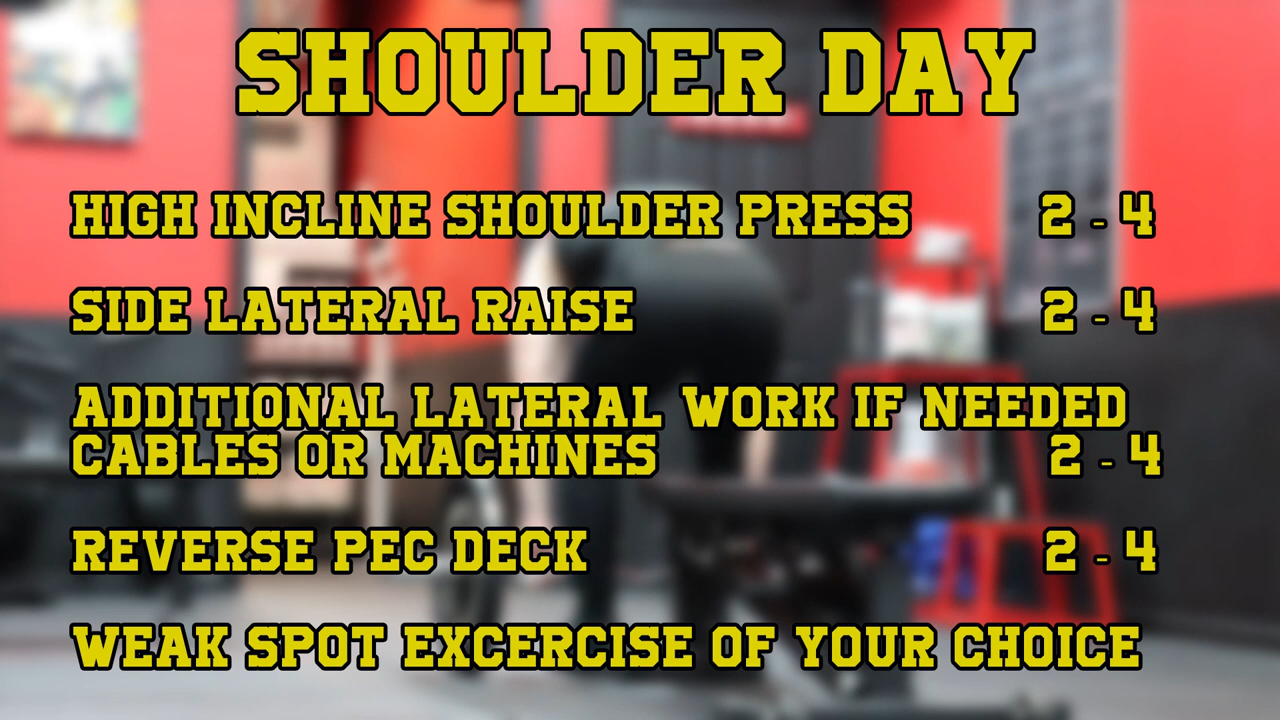 SHOULDER DAY
HIGH INCLINE SHOULDER PRESS 2 - 4
SIDE LATERAL RAISE 2 - 4
ADDITIONAL LATERAL WORK IF NEEDED
CABLES OR MACHINES 2 - 4
REVERSE PEC DECK 2 - 4
WEAK SPOT EXCERCISE OF YOUR CHOICE